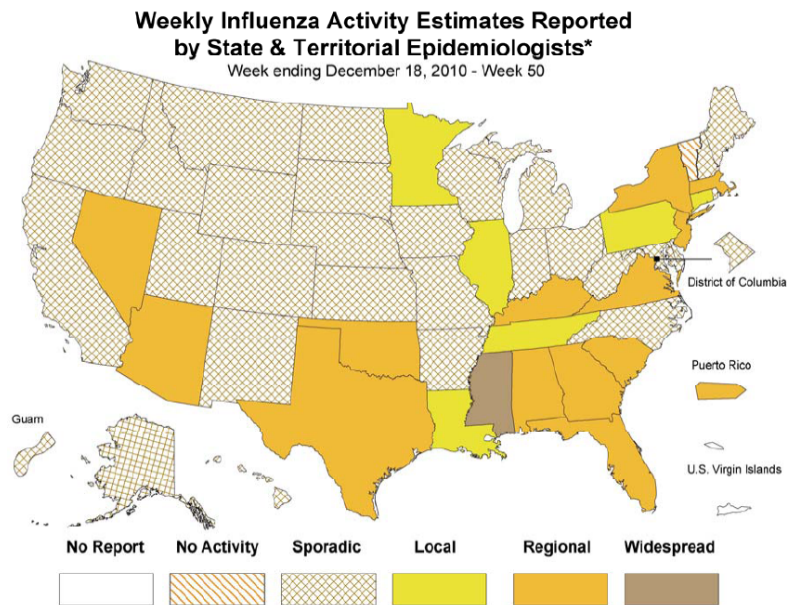 Weekly Influenza Activity Estimates Reported
by State & Territorial Epidemiologists*
Week ending December 18, 2010 - Week 50
District of Columbia
Puerto Rico
Guam
U.S. Virgin Islands
No Report No Activity Sporadic Local Regional Widespread